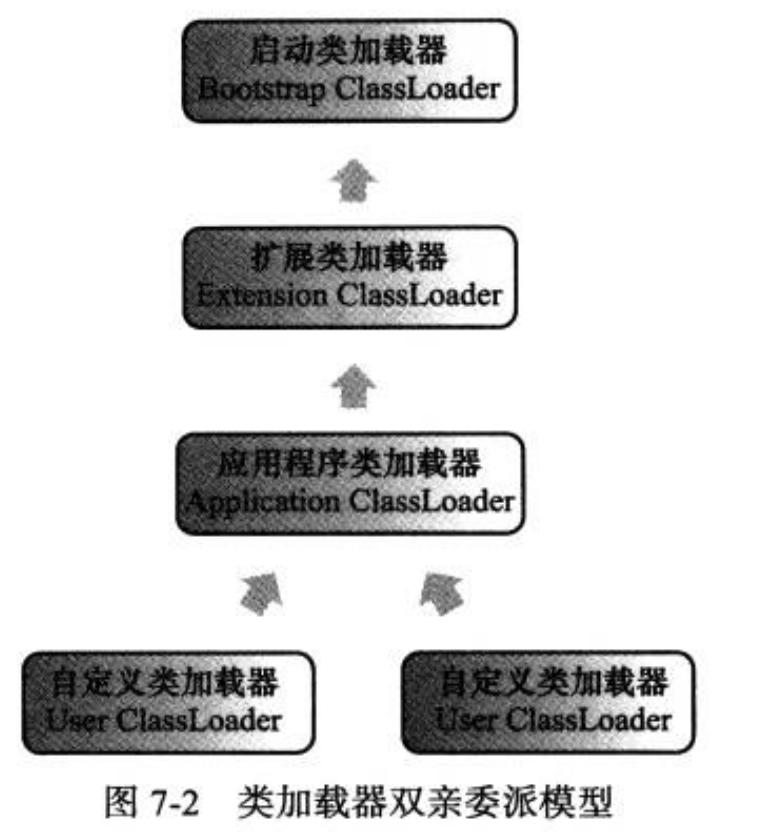 启动类加载器
Bootstrap ClassLoader
扩展类加载器
Extension ClassLoader
应用程序类加载器
Application ClassLoader
自定义类加载器
User ClassLoader
自定义类加载器
User ClassLoader
图 7-2 类加载器双亲委派模型